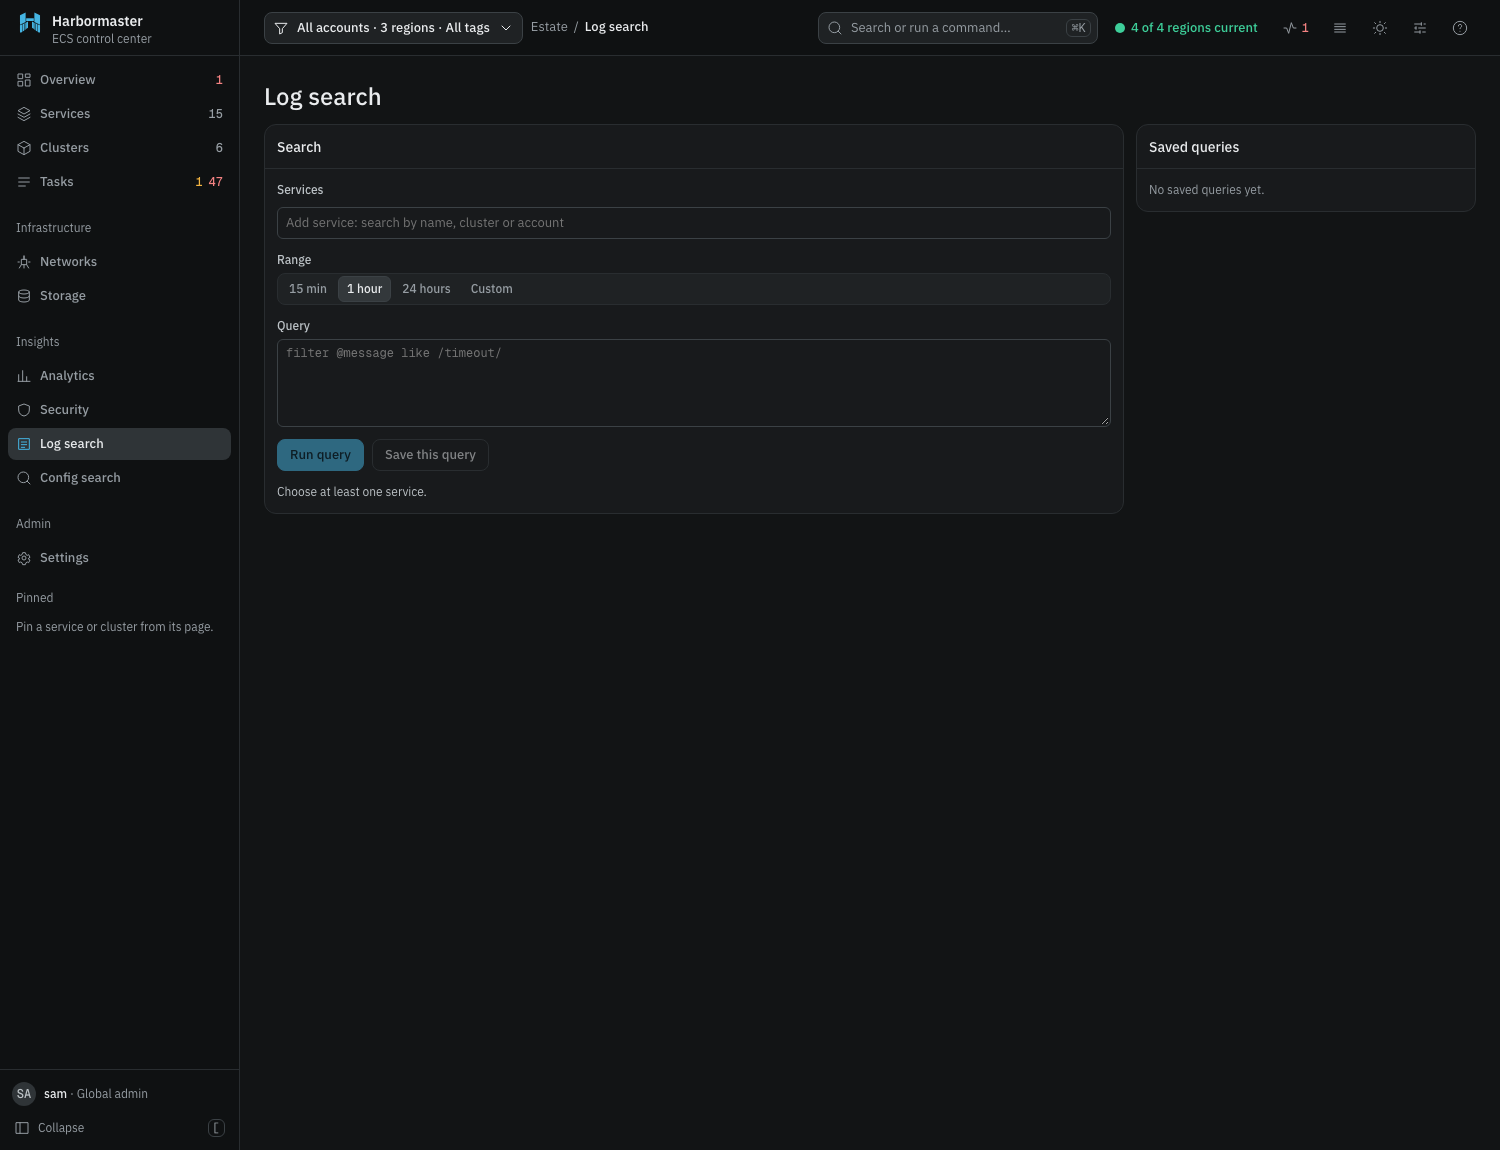 Harbormaster
ECS control center
All accounts · 3 regions · All tags
Estate / Log search
Search or run a command...
⌘K
4 of 4 regions current
1
Overview 1
Services 15
Clusters 6
Tasks 1 47
Infrastructure
Networks
Storage
Insights
Analytics
Security
Log search
Config search
Admin
Settings
Pinned
Pin a service or cluster from its page.
SA sam · Global admin
Collapse [
Log search
Search
Services
Add service: search by name, cluster or account
Range
15 min 1 hour 24 hours Custom
Query
filter @message like /timeout/
Run query Save this query
Choose at least one service.
Saved queries
No saved queries yet.